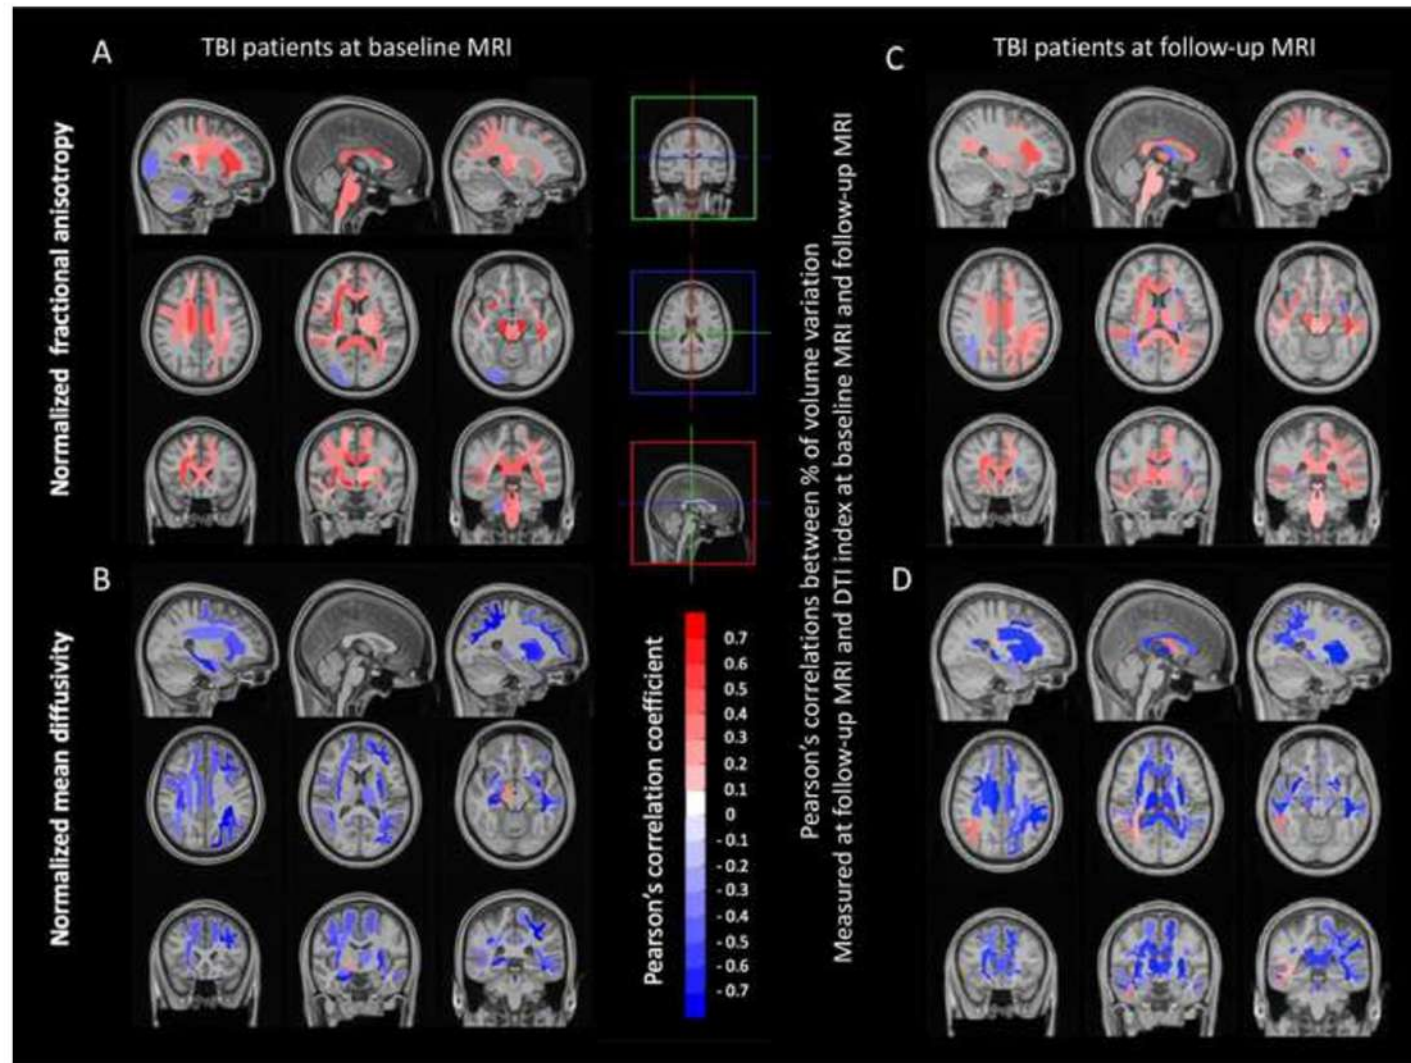 A
TBI patients at baseline MRI
C
TBI patients at follow-up MRI
Normalized fractional anisotropy
B
Normalized mean diffusivity
Pearson's correlation coefficient
0.7
0.6
0.5
0.4
0.3
0.2
0.1
0
- 0.1
- 0.2
- 0.3
- 0.4
- 0.5
- 0.6
- 0.7
Pearson's correlations between % of volume variation
Measured at follow-up MRI and DTI index at baseline MRI and follow-up MRI
D